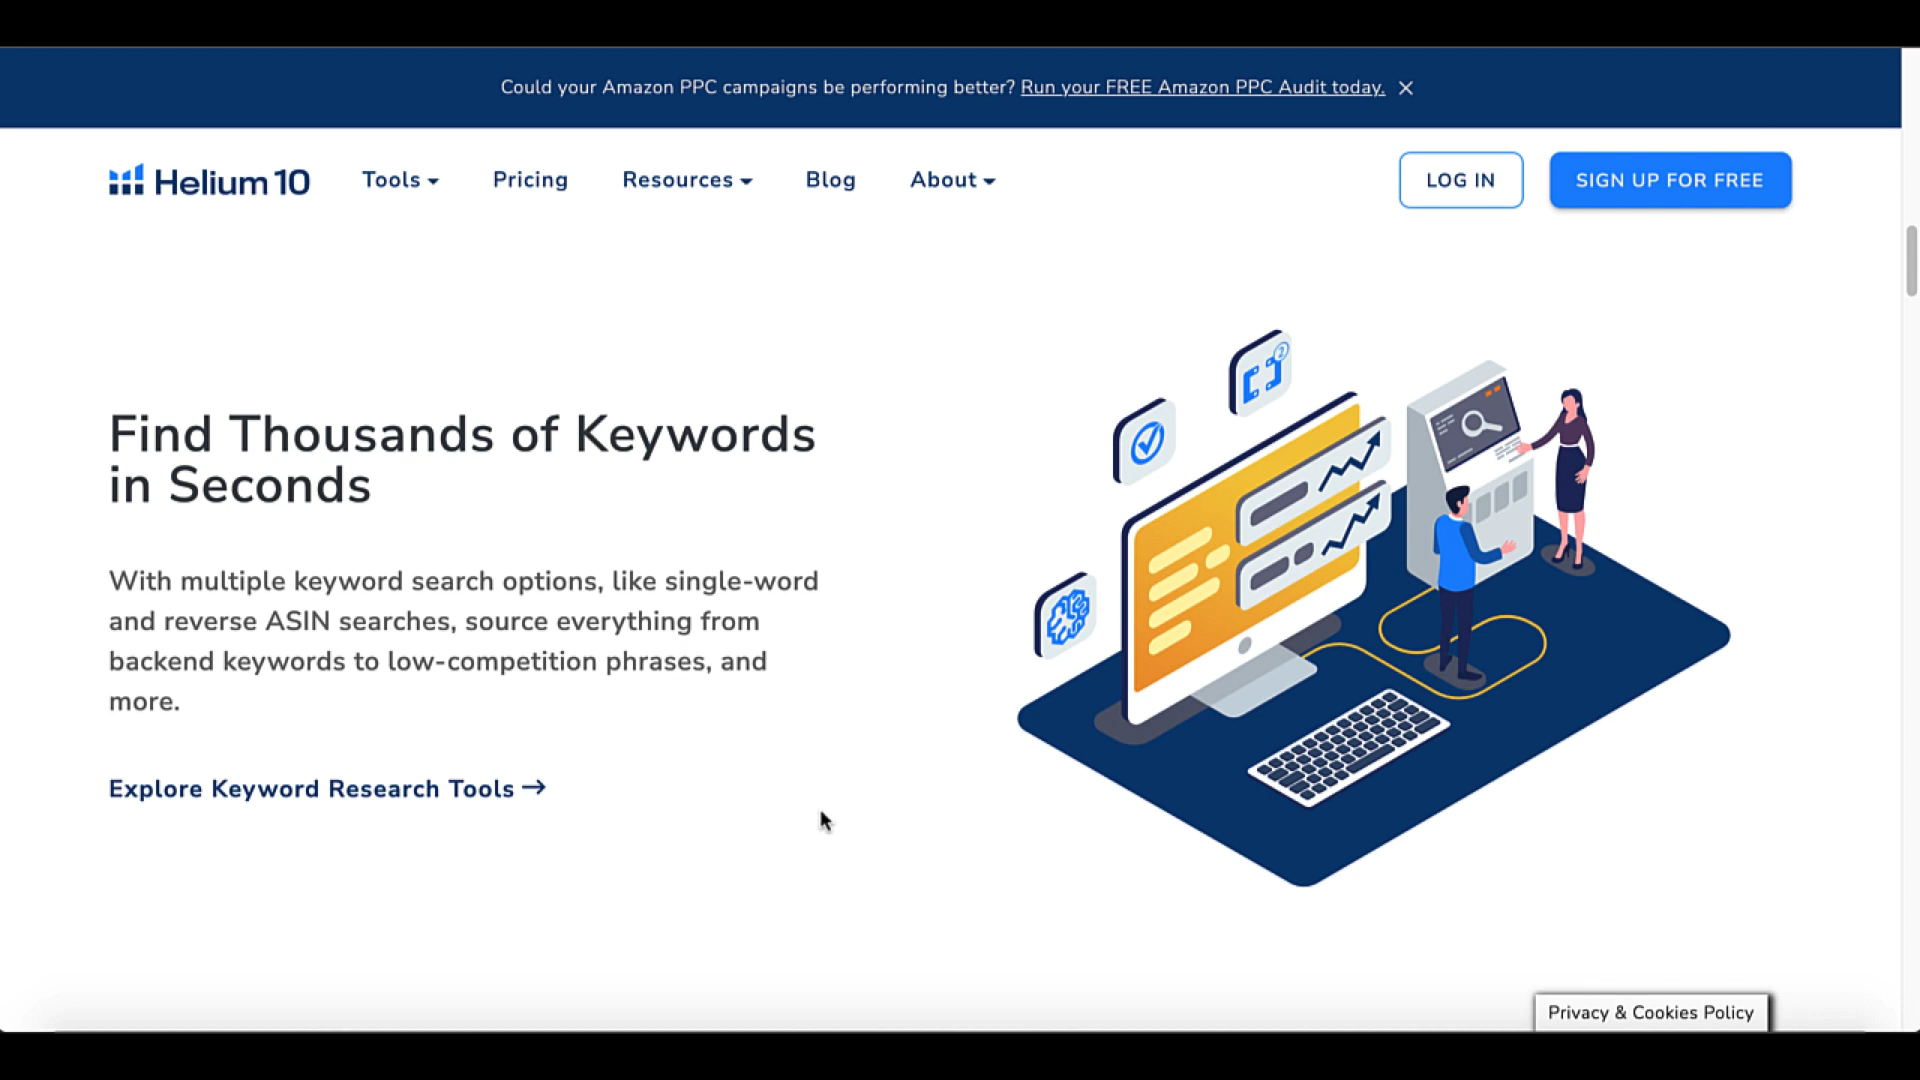 Could your Amazon PPC campaigns be performing better? Run your FREE Amazon PPC Audit today.
Helium 10
Tools
Pricing
Resources
Blog
About
LOG IN
SIGN UP FOR FREE
Find Thousands of Keywords
in Seconds
With multiple keyword search options, like single-word
and reverse ASIN searches, source everything from
backend keywords to low-competition phrases, and
more.
Explore Keyword Research Tools →
2
Privacy & Cookies Policy